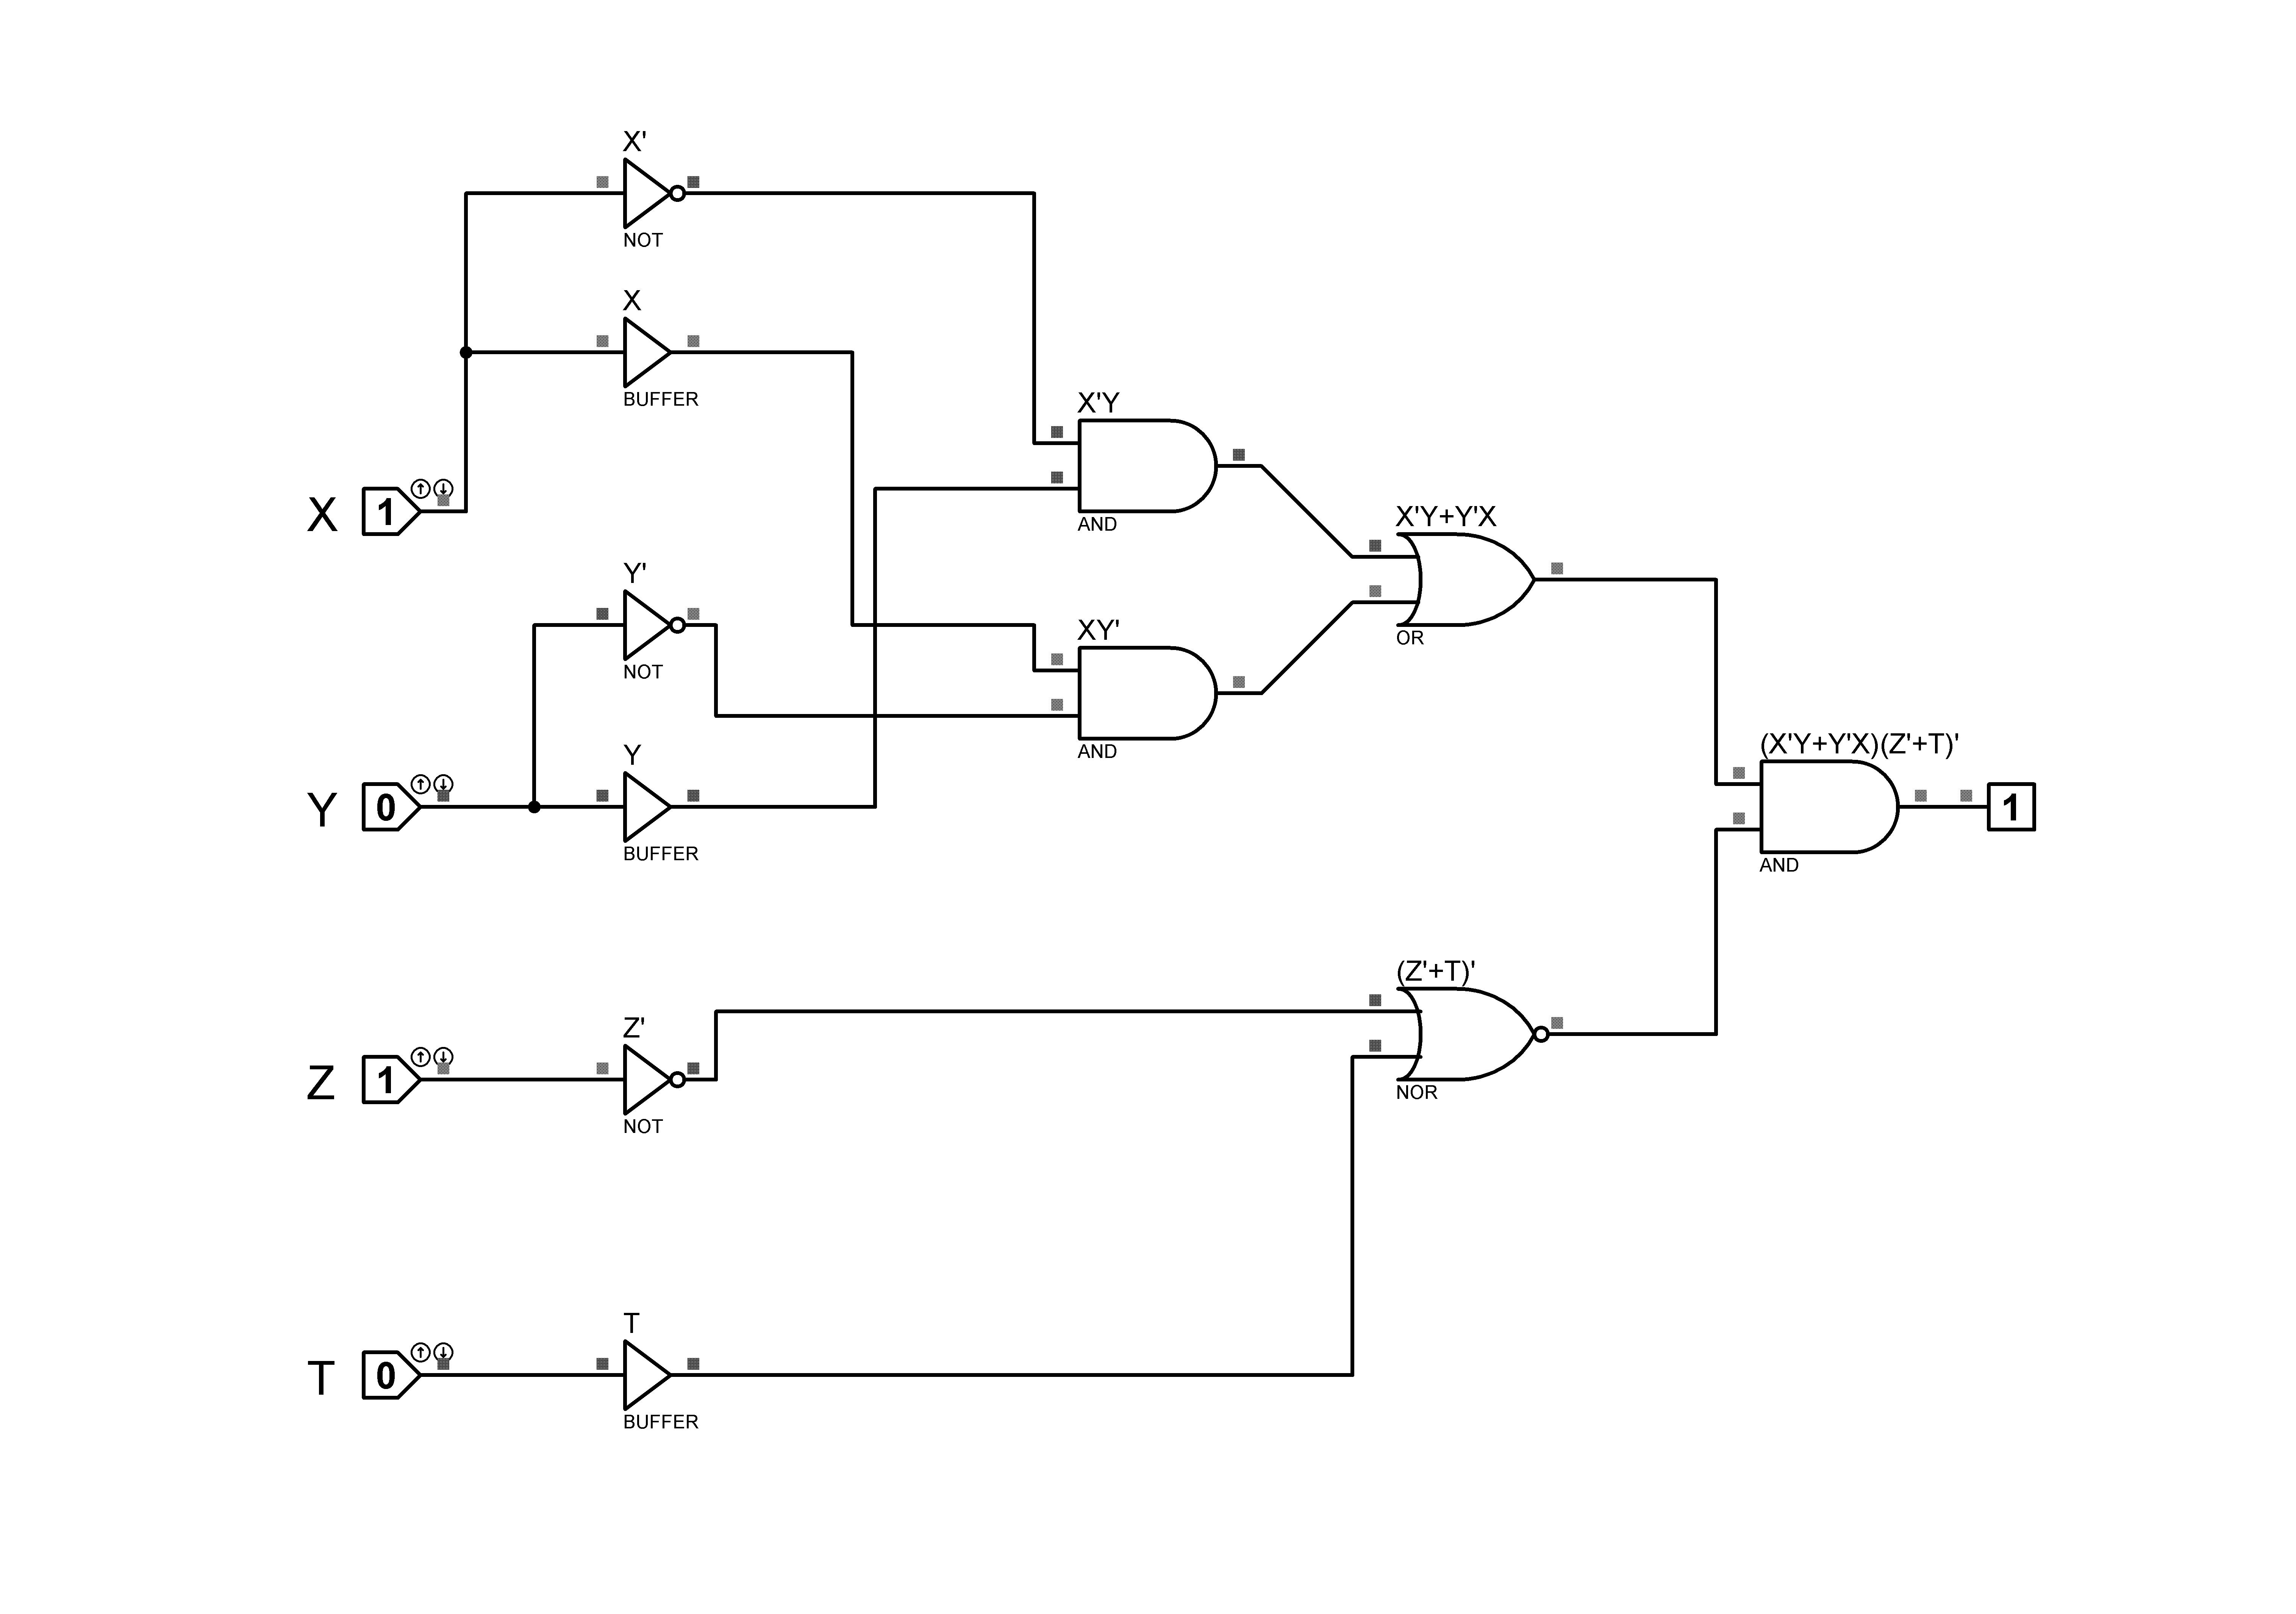 X'
NOT
X
BUFFER
X'Y
AND
X 1
X'Y+Y'X
OR
Y'
NOT
XY'
AND
Y
BUFFER
Y 0
(X'Y+Y'X)(Z'+T)'
AND
1
(Z'+T)'
NOR
Z'
NOT
Z 1
T
BUFFER
T 0